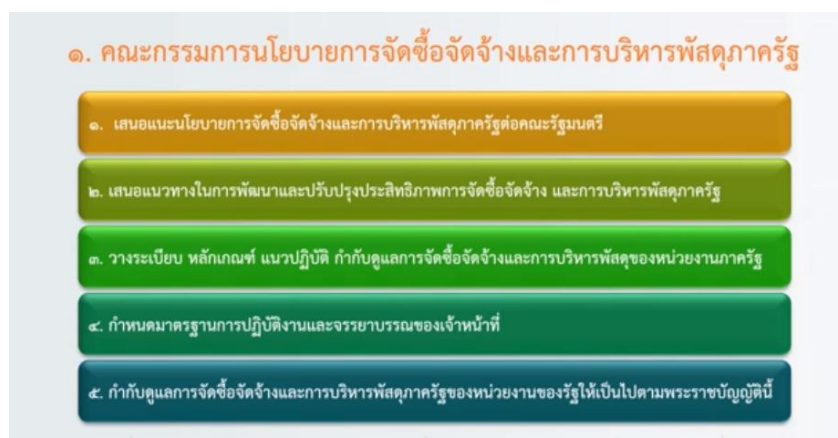 ๑. คณะกรรมการนโยบายการจัดซื้อจัดจ้างและการบริหารพัสดุภาครัฐ
๑. เสนอแนะนโยบายการจัดซื้อจัดจ้างและการบริหารพัสดุภาครัฐต่อคณะรัฐมนตรี
๒. เสนอแนวทางในการพัฒนาและปรับปรุงประสิทธิภาพการจัดซื้อจัดจ้าง และการบริหารพัสดุภาครัฐ
๓. วางระเบียบ หลักเกณฑ์ แนวปฏิบัติ กำกับดูแลการจัดซื้อจัดจ้างและการบริหารพัสดุของหน่วยงานภาครัฐ
๔. กำหนดมาตรฐานการปฏิบัติงานและจรรยาบรรณของเจ้าหน้าที่
๕. กำกับดูแลการจัดซื้อจัดจ้างและการบริหารพัสดุภาครัฐของหน่วยงานของรัฐให้เป็นไปตามพระราชบัญญัตินี้